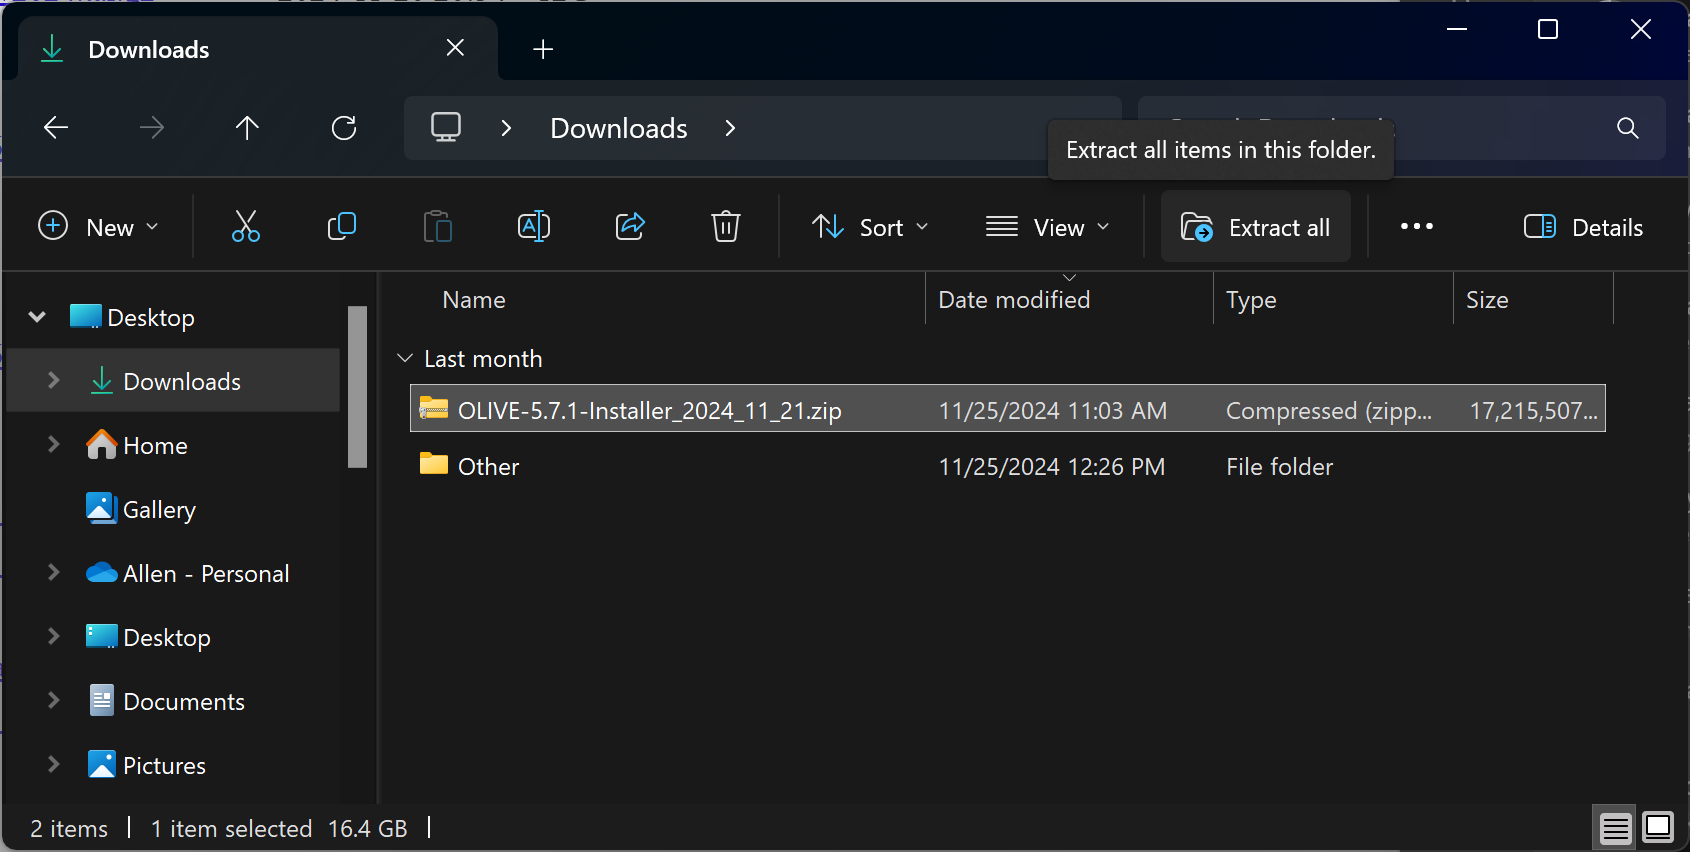 Downloads
Downloads
Extract all items in this folder.
New
Sort
View
Extract all
Details
Name
Date modified
Type
Size
Desktop
Last month
Downloads
OLIVE-5.7.1-Installer_2024_11_21.zip 11/25/2024 11:03 AM Compressed (zipp... 17,215,507...
Home
Other 11/25/2024 12:26 PM File folder
Gallery
Allen - Personal
Desktop
Documents
Pictures
2 items 1 item selected 16.4 GB